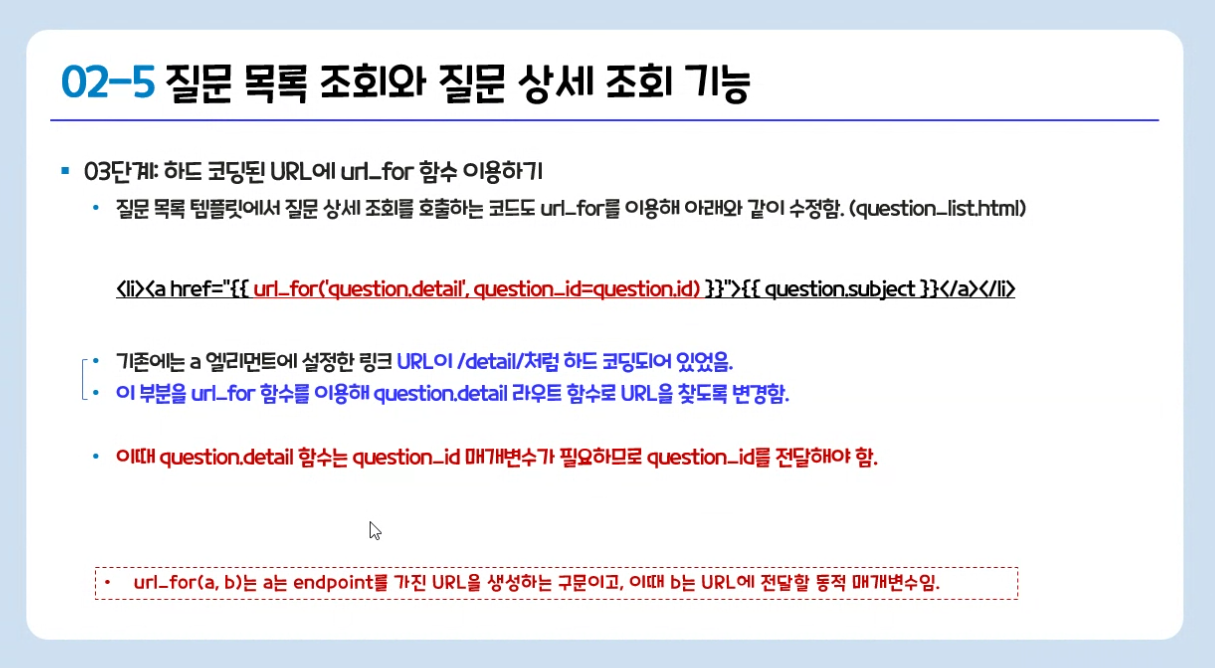 02-5 질문 목록 조회와 질문 상세 조회 기능
▪ 03단계: 하드 코딩된 URL에 url_for 함수 이용하기
• 질문 목록 템플릿에서 질문 상세 조회를 호출하는 코드도 url_for를 이용해 아래와 같이 수정함. (question_list.html)
<li><a href="{{ url_for('question.detail', question_id=question.id) }}">{{ question.subject }}</a></li>
• 기존에는 a 엘리먼트에 설정한 링크 URL이 /detail/처럼 하드 코딩되어 있었음.
• 이 부분을 url_for 함수를 이용해 question.detail 라우트 함수로 URL을 찾도록 변경함.
• 이때 question.detail 함수는 question_id 매개변수가 필요하므로 question_id를 전달해야 함.
• url_for(a, b)는 a는 endpoint를 가진 URL을 생성하는 구문이고, 이때 b는 URL에 전달할 동적 매개변수임.